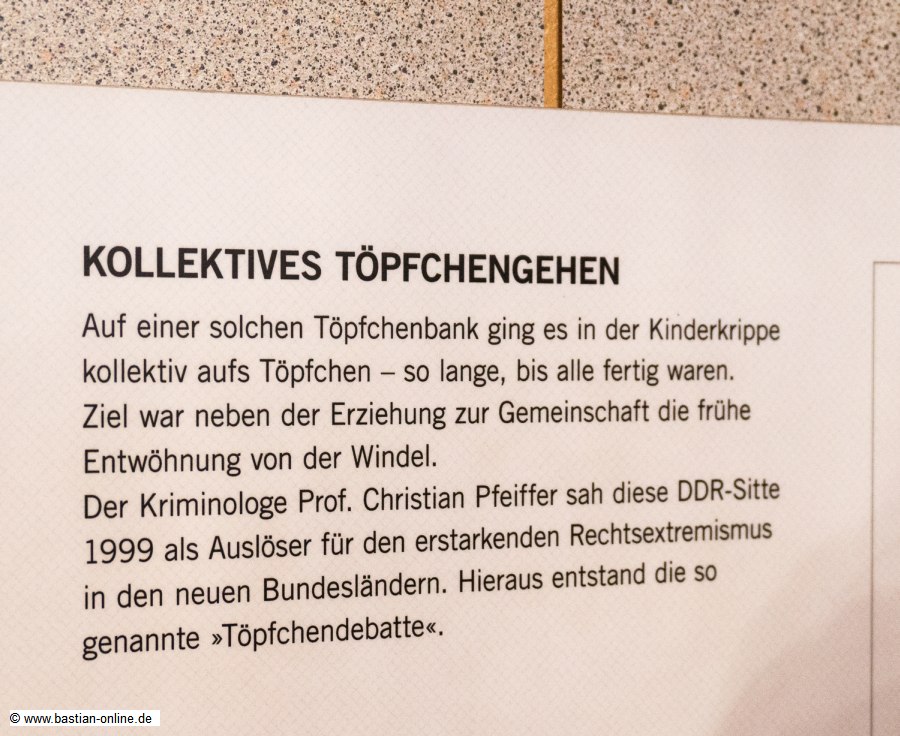 KOLLEKTIVES TÖPFCHENGEHEN
Auf einer solchen Töpfchenbank ging es in der Kinderkrippe
kollektiv aufs Töpfchen – so lange, bis alle fertig waren.
Ziel war neben der Erziehung zur Gemeinschaft die frühe
Entwöhnung von der Windel.
Der Kriminologe Prof. Christian Pfeiffer sah diese DDR-Sitte
1999 als Auslöser für den erstarkenden Rechtsextremismus
in den neuen Bundesländern. Hieraus entstand die so
genannte »Töpfchendebatte«.
© www.bastian-online.de